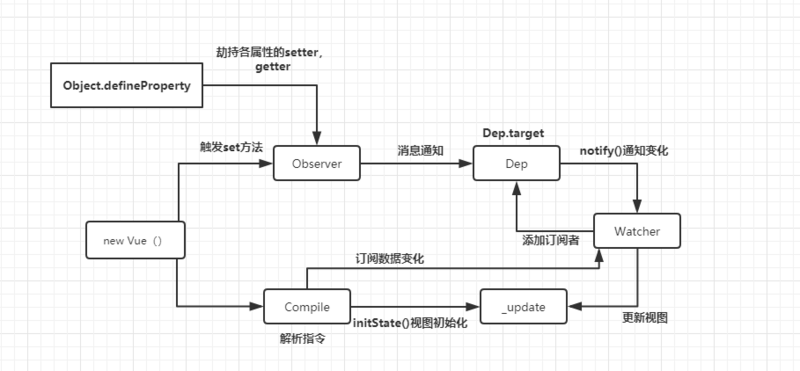 劫持各属性的setter，
getter
Object.defineProperty
Dep.target
触发set方法
消息通知
notify()通知变化
Observer
Dep
new Vue（）
添加订阅者
Watcher
订阅数据变化
Compile
_update
initState()视图初始化
更新视图
解析指令